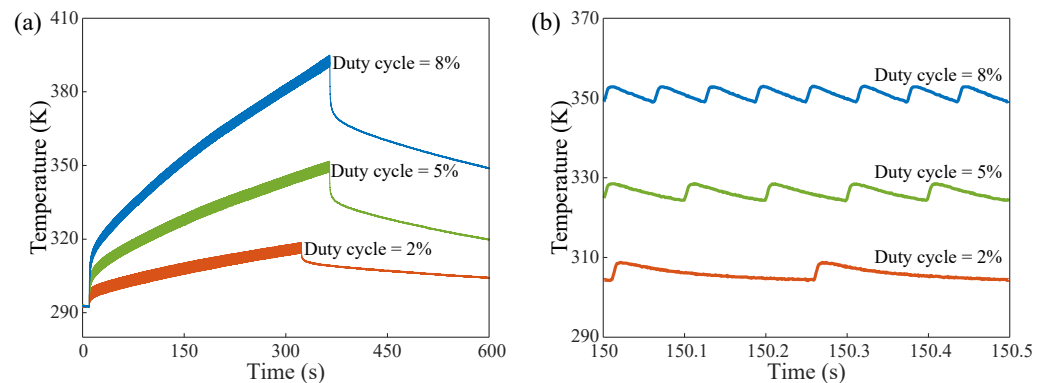 (a)
410
380
350
320
290
Temperature (K)
Duty cycle = 8%
Duty cycle = 5%
Duty cycle = 2%
0 150 300 450 600
Time (s)
(b)
370
350
330
310
290
Temperature (K)
Duty cycle = 8%
Duty cycle = 5%
Duty cycle = 2%
150 150.1 150.2 150.3 150.4 150.5
Time (s)